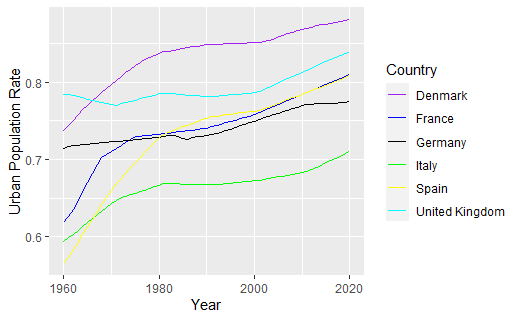 Urban Population Rate
0.8
0.7
0.6
1960 1980 2000 2020
Year
Country
Denmark
France
Germany
Italy
Spain
United Kingdom